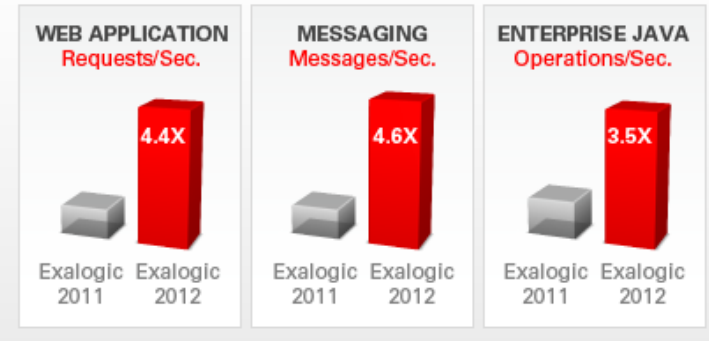 WEB APPLICATION
Requests/Sec.
4.4X
Exalogic 2011
Exalogic 2012
MESSAGING
Messages/Sec.
4.6X
Exalogic 2011
Exalogic 2012
ENTERPRISE JAVA
Operations/Sec.
3.5X
Exalogic 2011
Exalogic 2012